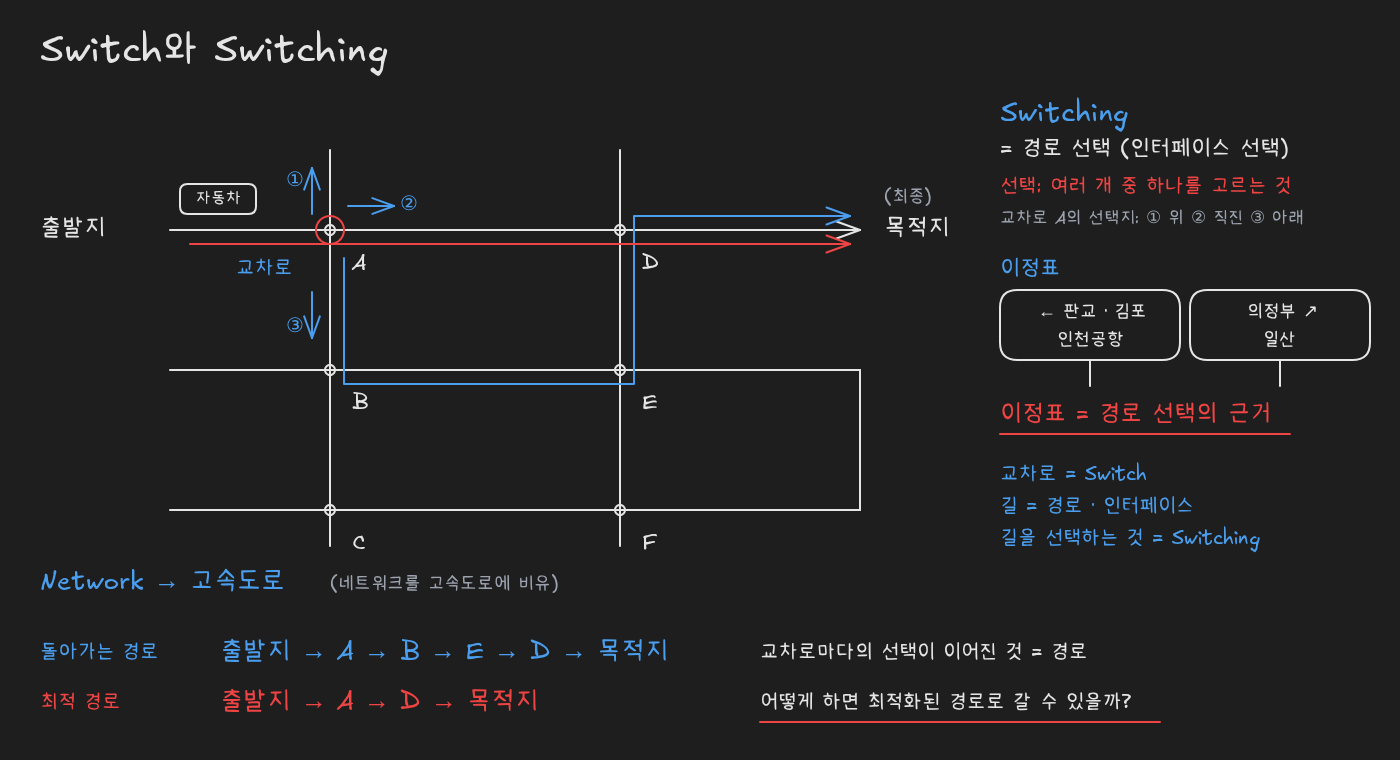 Switch와 Switching
Switching
= 경로 선택 (인터페이스 선택)
선택: 여러 개 중 하나를 고르는 것
교차로 A의 선택지: ① 위 ② 직진 ③ 아래
자동차
①
②
출발지
(최종)
목적지
교차로
A
D
③
B
E
C
F
이정표
← 판교 · 김포
인천공항
의정부 ↗
일산
이정표 = 경로 선택의 근거
교차로 = Switch
길 = 경로 · 인터페이스
길을 선택하는 것 = Switching
Network → 고속도로 (네트워크를 고속도로에 비유)
돌아가는 경로 출발지 → A → B → E → D → 목적지
최적 경로 출발지 → A → D → 목적지
교차로마다의 선택이 이어진 것 = 경로
어떻게 하면 최적화된 경로로 갈 수 있을까?